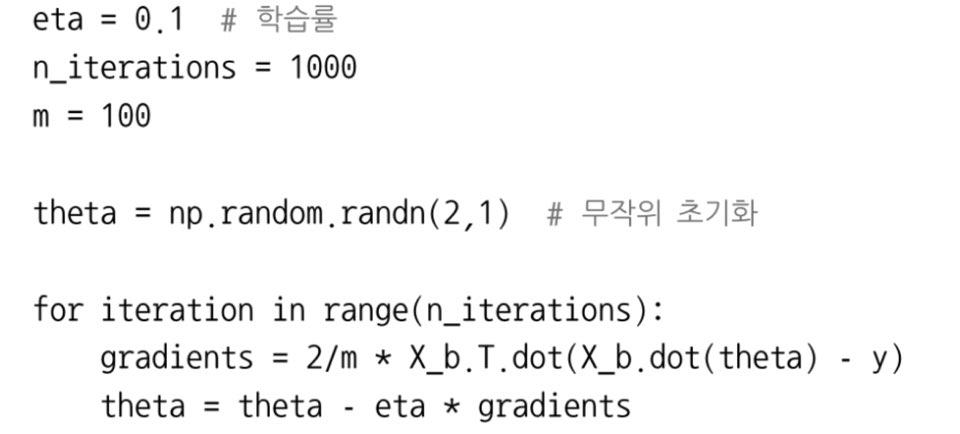 eta = 0.1  # 학습률
n_iterations = 1000
m = 100

theta = np.random.randn(2,1)  # 무작위 초기화

for iteration in range(n_iterations):
    gradients = 2/m * X_b.T.dot(X_b.dot(theta) - y)
    theta = theta - eta * gradients